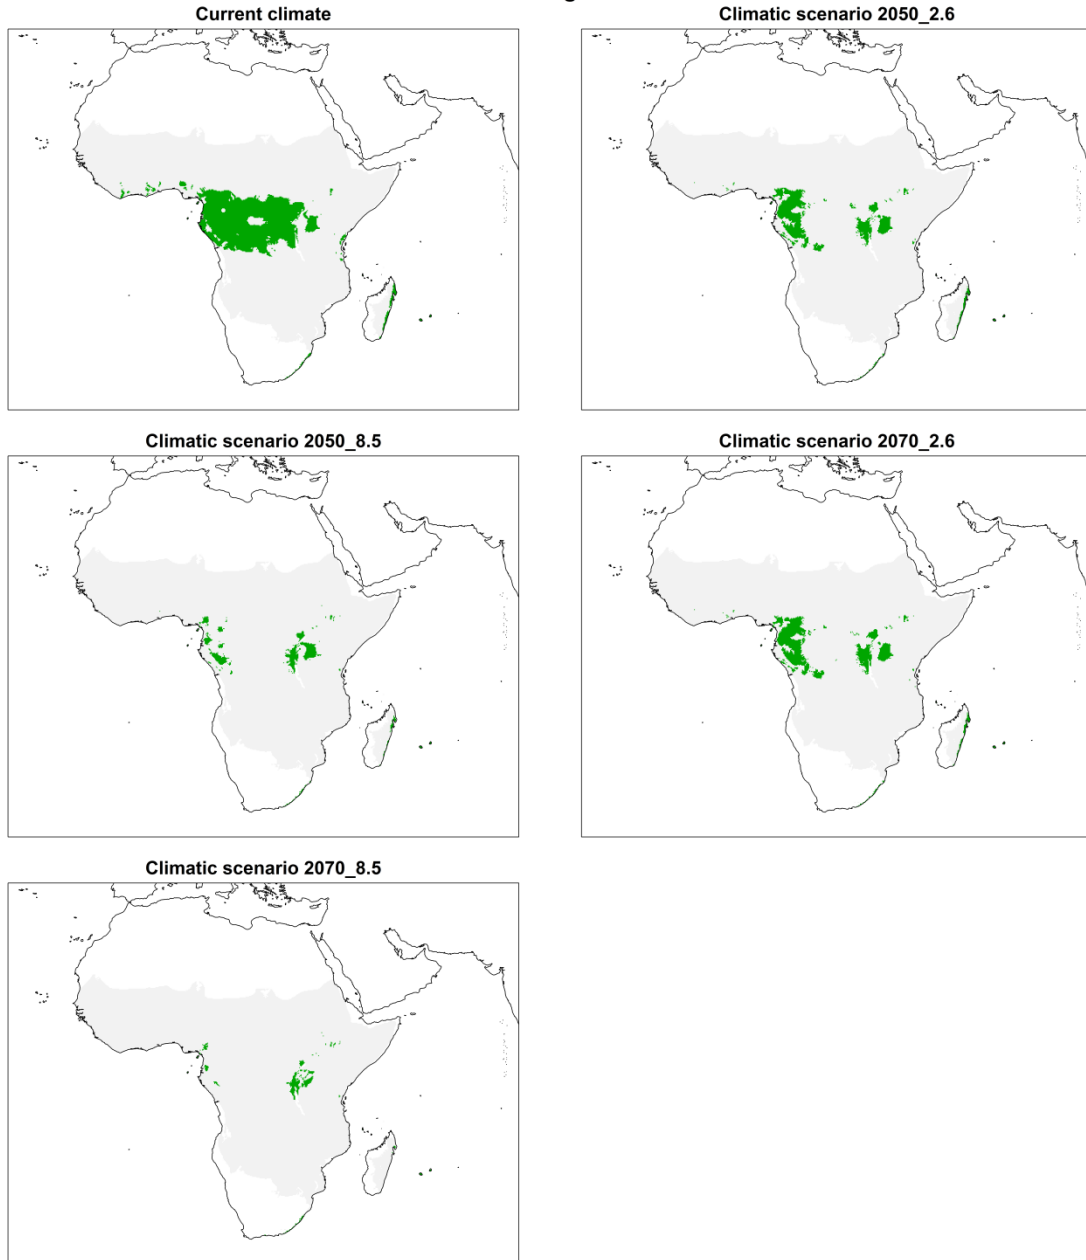 Current climate
Climatic scenario 2050_2.6
Climatic scenario 2050_8.5
Climatic scenario 2070_2.6
Climatic scenario 2070_8.5